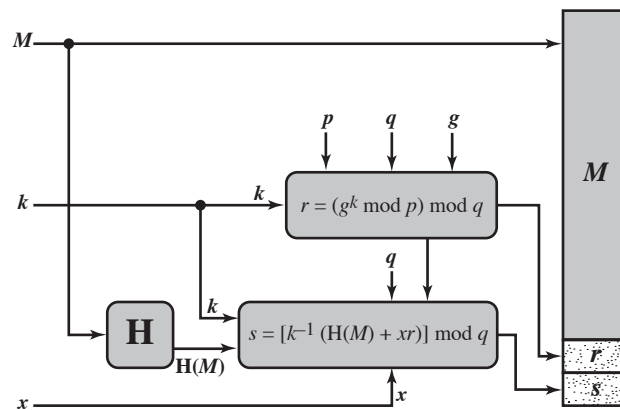 M
p q g
M
k
k
r = (g^k mod p) mod q
q
k
H
s = [k^–1 (H(M) + xr)] mod q
H(M)
r
x
x
s